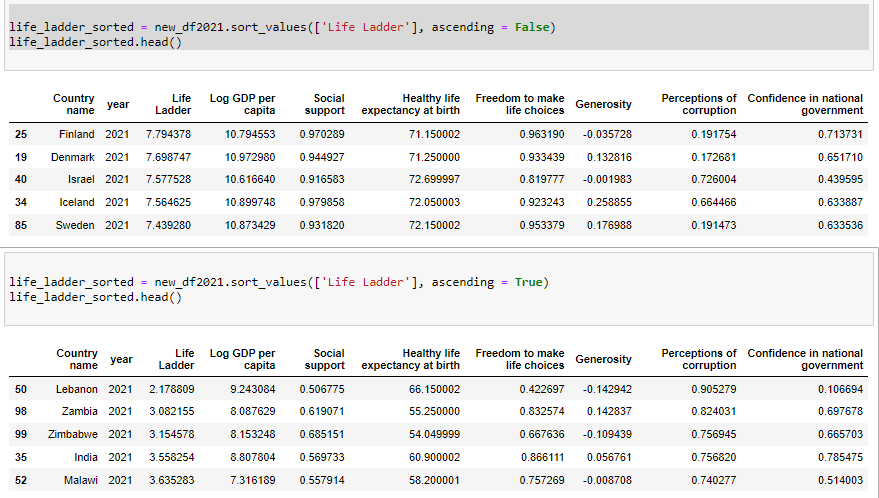 life_ladder_sorted = new_df2021.sort_values(['Life Ladder'], ascending = False)
life_ladder_sorted.head()
Country name year Life Ladder Log GDP per capita Social support Healthy life expectancy at birth Freedom to make life choices Generosity Perceptions of corruption Confidence in national government
25 Finland 2021 7.794378 10.794553 0.970289 71.150002 0.963190 -0.035728 0.191754 0.713731
19 Denmark 2021 7.698747 10.972980 0.944927 71.250000 0.933439 0.132816 0.172681 0.651710
40 Israel 2021 7.577528 10.616640 0.916583 72.699997 0.819777 -0.001983 0.726004 0.439595
34 Iceland 2021 7.564625 10.899748 0.979858 72.050003 0.923243 0.258855 0.664466 0.633887
85 Sweden 2021 7.439280 10.873429 0.931820 72.150002 0.953379 0.176988 0.191473 0.633536
life_ladder_sorted = new_df2021.sort_values(['Life Ladder'], ascending = True)
life_ladder_sorted.head()
Country name year Life Ladder Log GDP per capita Social support Healthy life expectancy at birth Freedom to make life choices Generosity Perceptions of corruption Confidence in national government
50 Lebanon 2021 2.178809 9.243084 0.506775 66.150002 0.422697 -0.142942 0.905279 0.106694
98 Zambia 2021 3.082155 8.087629 0.619071 55.250000 0.832574 0.142837 0.824031 0.697678
99 Zimbabwe 2021 3.154578 8.153248 0.685151 54.049999 0.667636 -0.109439 0.756945 0.665703
35 India 2021 3.558254 8.807804 0.569733 60.900002 0.866111 0.056761 0.756820 0.785475
52 Malawi 2021 3.635283 7.316189 0.557914 58.200001 0.757269 -0.008708 0.740277 0.514003